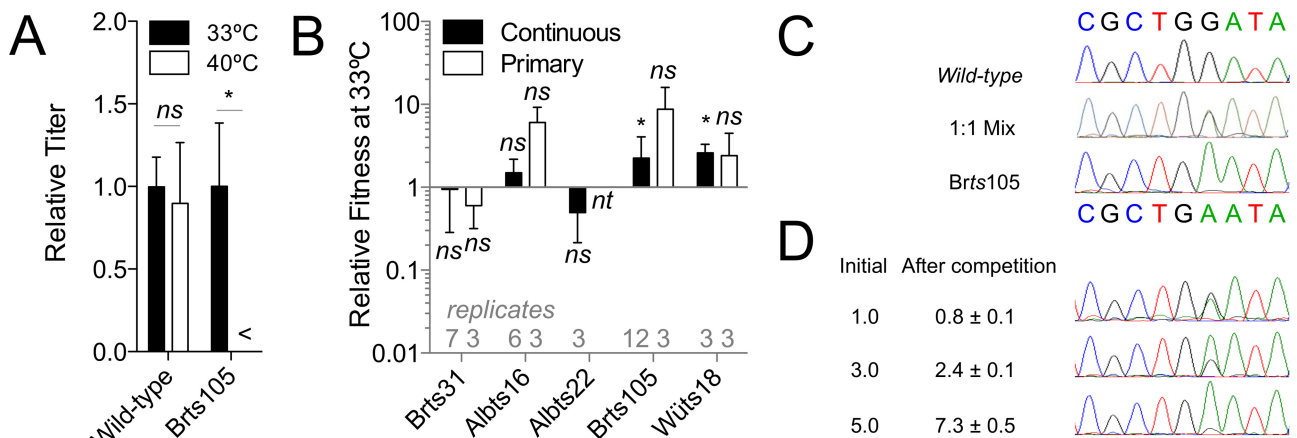 A
Relative Titer
2.0
1.5
1.0
0.5
0.0
33ºC
40ºC
ns
*
<
Wild-type
Brts105
B
Relative Fitness at 33ºC
100
10
1
0.1
0.01
Continuous
Primary
ns
ns
ns
ns
ns
nt
*
ns
*
ns
replicates
7 3 6 3 3 12 3 3 3
Brts31
Albts16
Albts22
Brts105
Wüts18
C
CGCTGGATA
Wild-type
1:1 Mix
Brts105
CGCTGAATA
D
Initial After competition
1.0 0.8 ± 0.1
3.0 2.4 ± 0.1
5.0 7.3 ± 0.5